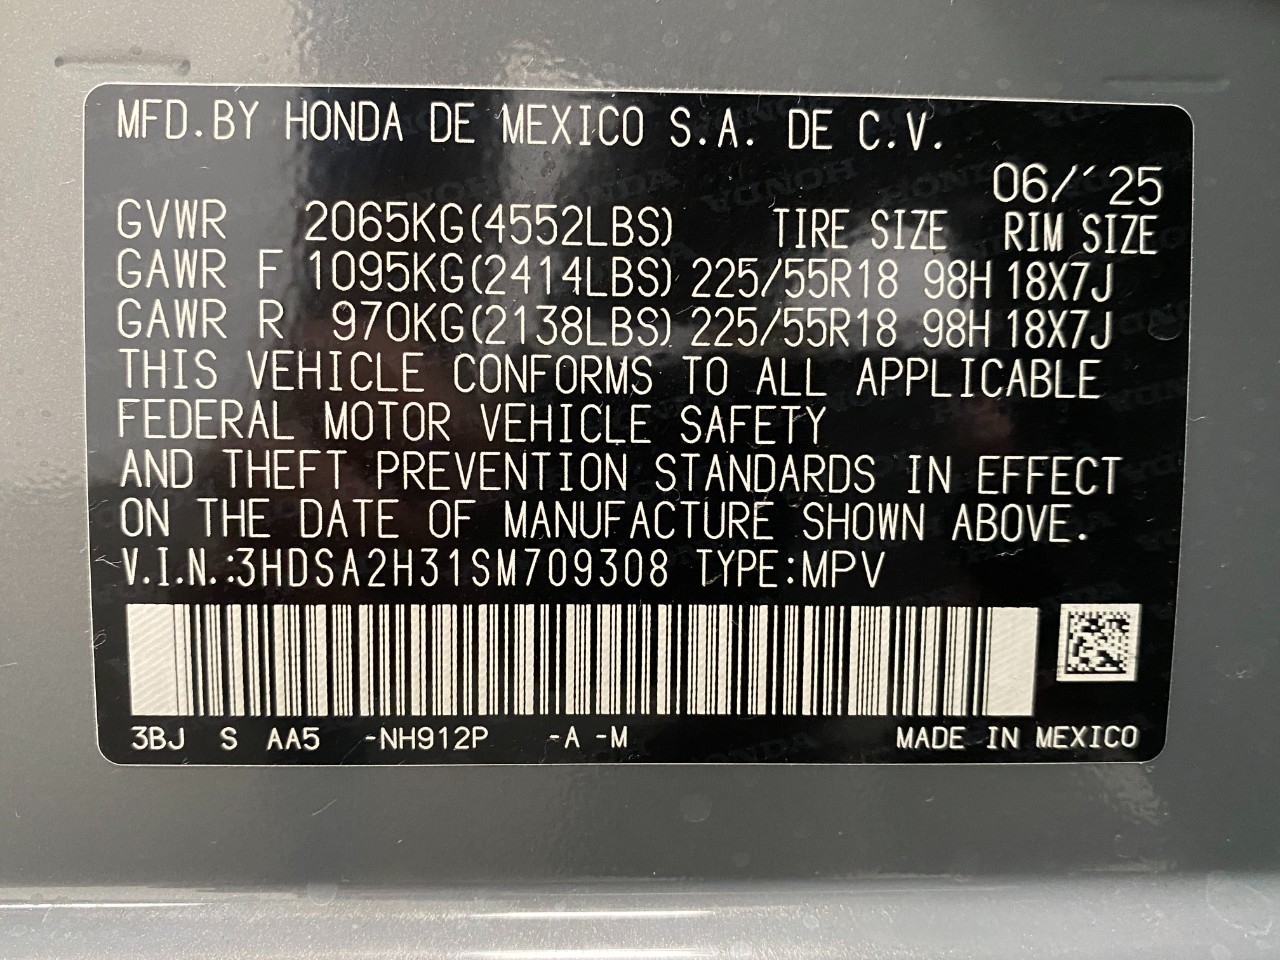 MFD.BY HONDA DE MEXICO S.A. DE C.V.
06/´25
GVWR 2065KG(4552LBS) TIRE SIZE RIM SIZE
GAWR F 1095KG(2414LBS) 225/55R18 98H 18X7J
GAWR R 970KG(2138LBS) 225/55R18 98H 18X7J
THIS VEHICLE CONFORMS TO ALL APPLICABLE
FEDERAL MOTOR VEHICLE SAFETY
AND THEFT PREVENTION STANDARDS IN EFFECT
ON THE DATE OF MANUFACTURE SHOWN ABOVE.
V.I.N.:3HDSA2H31SM709308 TYPE:MPV
3BJ S AA5 -NH912P -A -M MADE IN MEXICO